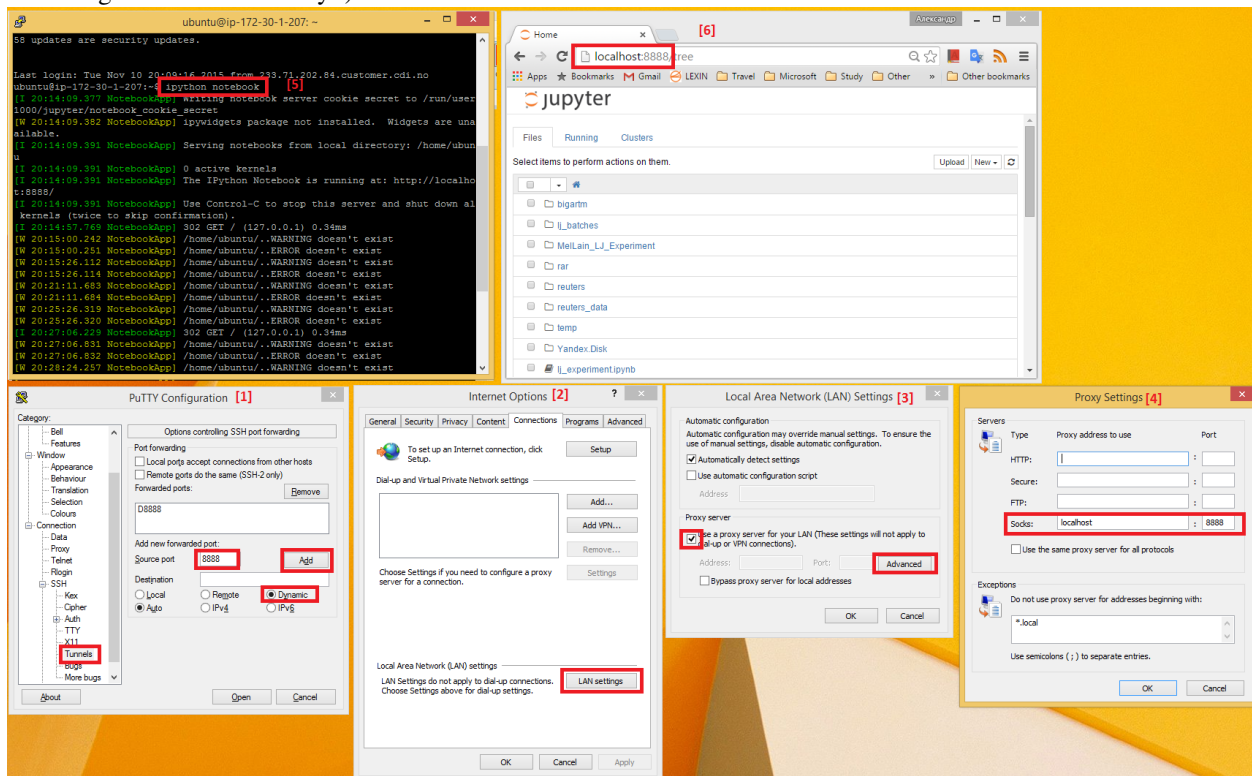 ubuntu@ip-172-30-1-207: ~
58 updates are security updates.
Last login: Tue Nov 10 20:09:16 2015 from 233.71.202.84.customer.cdi.no
ubuntu@ip-172-30-1-207:~$ ipython notebook [5]
[I 20:14:09.377 NotebookApp] Writing notebook server cookie secret to /run/user
1000/jupyter/notebook_cookie_secret
[W 20:14:09.382 NotebookApp] ipywidgets package not installed. Widgets are una
ailable.
[I 20:14:09.391 NotebookApp] Serving notebooks from local directory: /home/ubun
u
[I 20:14:09.391 NotebookApp] 0 active kernels
[I 20:14:09.391 NotebookApp] The IPython Notebook is running at: http://localho
t:8888/
[I 20:14:09.391 NotebookApp] Use Control-C to stop this server and shut down al
kernels (twice to skip confirmation).
[I 20:14:57.769 NotebookApp] 302 GET / (127.0.0.1) 0.34ms
[W 20:15:00.242 NotebookApp] /home/ubuntu/..WARNING doesn't exist
[W 20:15:00.251 NotebookApp] /home/ubuntu/..ERROR doesn't exist
[W 20:15:26.112 NotebookApp] /home/ubuntu/..WARNING doesn't exist
[W 20:15:26.114 NotebookApp] /home/ubuntu/..ERROR doesn't exist
[W 20:21:11.683 NotebookApp] /home/ubuntu/..WARNING doesn't exist
[W 20:21:11.684 NotebookApp] /home/ubuntu/..ERROR doesn't exist
[W 20:25:26.319 NotebookApp] /home/ubuntu/..WARNING doesn't exist
[W 20:25:26.320 NotebookApp] /home/ubuntu/..ERROR doesn't exist
[I 20:27:06.229 NotebookApp] 302 GET / (127.0.0.1) 0.34ms
[W 20:27:06.831 NotebookApp] /home/ubuntu/..WARNING doesn't exist
[W 20:27:06.832 NotebookApp] /home/ubuntu/..ERROR doesn't exist
[W 20:28:24.257 NotebookApp] /home/ubuntu/..WARNING doesn't exist
Александр
Home [6]
localhost:8888/tree
Apps Bookmarks Gmail LEXIN Travel Microsoft Study Other » Other bookmarks
jupyter
Files Running Clusters
Select items to perform actions on them. Upload New
bigartm
lj_batches
MelLain_LJ_Experiment
rar
reuters
reuters_data
temp
Yandex.Disk
lj_experiment.ipynb
PuTTY Configuration [1]
Category:
Bell
Features
Window
Appearance
Behaviour
Translation
Selection
Colours
Connection
Data
Proxy
Telnet
Rlogin
SSH
Kex
Cipher
Auth
TTY
X11
Tunnels
Bugs
More bugs
Options controlling SSH port forwarding
Port forwarding
Local ports accept connections from other hosts
Remote ports do the same (SSH-2 only)
Forwarded ports: Remove
D8888
Add new forwarded port:
Source port 8888 Add
Destination
Local Remote Dynamic
Auto IPv4 IPv6
About Open Cancel
Internet Options [2] ?
General Security Privacy Content Connections Programs Advanced
To set up an Internet connection, click
Setup.
Setup
Dial-up and Virtual Private Network settings
Add...
Add VPN...
Remove...
Choose Settings if you need to configure a proxy
server for a connection.
Settings
Local Area Network (LAN) settings
LAN Settings do not apply to dial-up connections.
Choose Settings above for dial-up settings.
LAN settings
OK Cancel Apply
Local Area Network (LAN) Settings [3]
Automatic configuration
Automatic configuration may override manual settings. To ensure the
use of manual settings, disable automatic configuration.
Automatically detect settings
Use automatic configuration script
Address
Proxy server
Use a proxy server for your LAN (These settings will not apply to
dial-up or VPN connections).
Address: Port: Advanced
Bypass proxy server for local addresses
OK Cancel
Proxy Settings [4]
Servers
Type Proxy address to use Port
HTTP: :
Secure: :
FTP: :
Socks: localhost : 8888
Use the same proxy server for all protocols
Exceptions
Do not use proxy server for addresses beginning with:
*.local
Use semicolons ( ; ) to separate entries.
OK Cancel